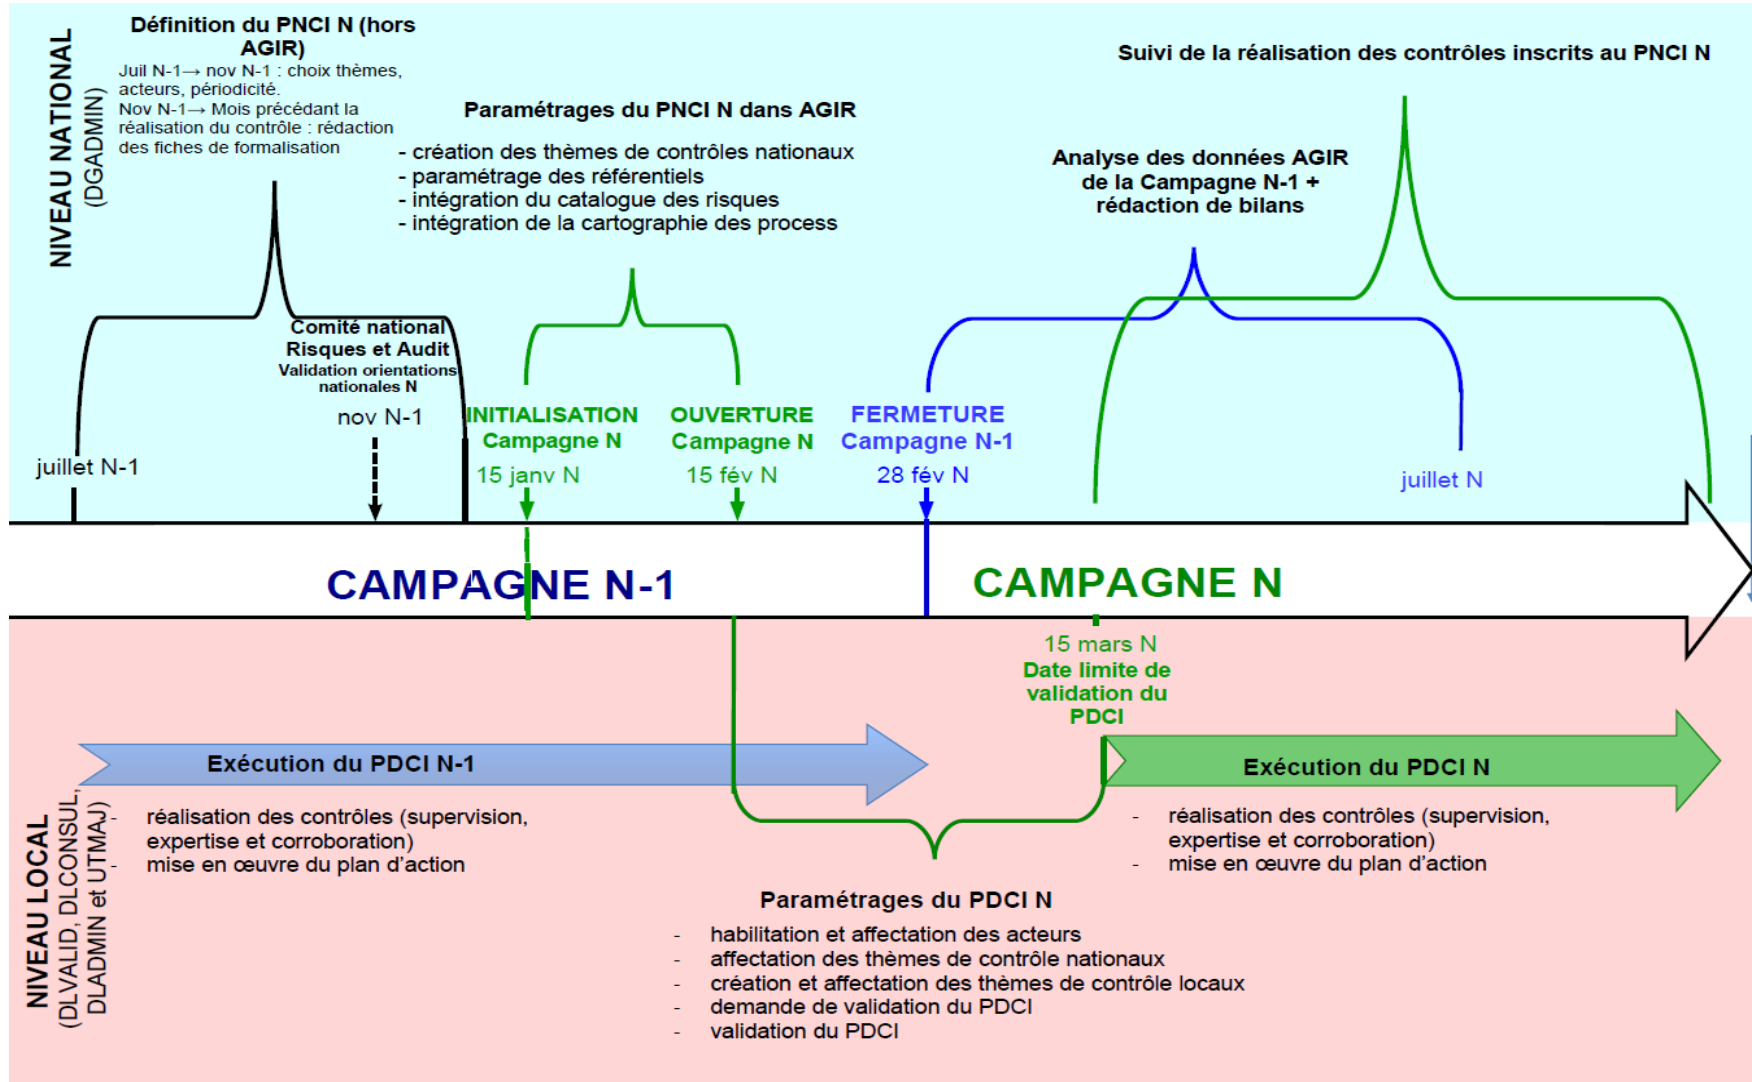 NIVEAU NATIONAL
(DGADMIN)
Définition du PNCI N (hors
AGIR)
Juil N-1→ nov N-1 : choix thèmes,
acteurs, périodicité.
Nov N-1→ Mois précédant la
réalisation du contrôle : rédaction
des fiches de formalisation
Paramétrages du PNCI N dans AGIR
- création des thèmes de contrôles nationaux
- paramétrage des référentiels
- intégration du catalogue des risques
- intégration de la cartographie des process
Suivi de la réalisation des contrôles inscrits au PNCI N
Analyse des données AGIR
de la Campagne N-1 +
rédaction de bilans
Comité national
Risques et Audit
Validation orientations
nationales N
nov N-1
juillet N-1
INITIALISATION
Campagne N
15 janv N
OUVERTURE
Campagne N
15 fév N
FERMETURE
Campagne N-1
28 fév N
juillet N
CAMPAGNE N-1
CAMPAGNE N
15 mars N
Date limite de
validation du
PDCI
NIVEAU LOCAL
(DLVALID, DLCONSUL,
DLADMIN et UTMAJ)
Exécution du PDCI N-1
- réalisation des contrôles (supervision,
expertise et corroboration)
- mise en œuvre du plan d'action
Exécution du PDCI N
- réalisation des contrôles (supervision,
expertise et corroboration)
- mise en œuvre du plan d'action
Paramétrages du PDCI N
- habilitation et affectation des acteurs
- affectation des thèmes de contrôle nationaux
- création et affectation des thèmes de contrôle locaux
- demande de validation du PDCI
- validation du PDCI